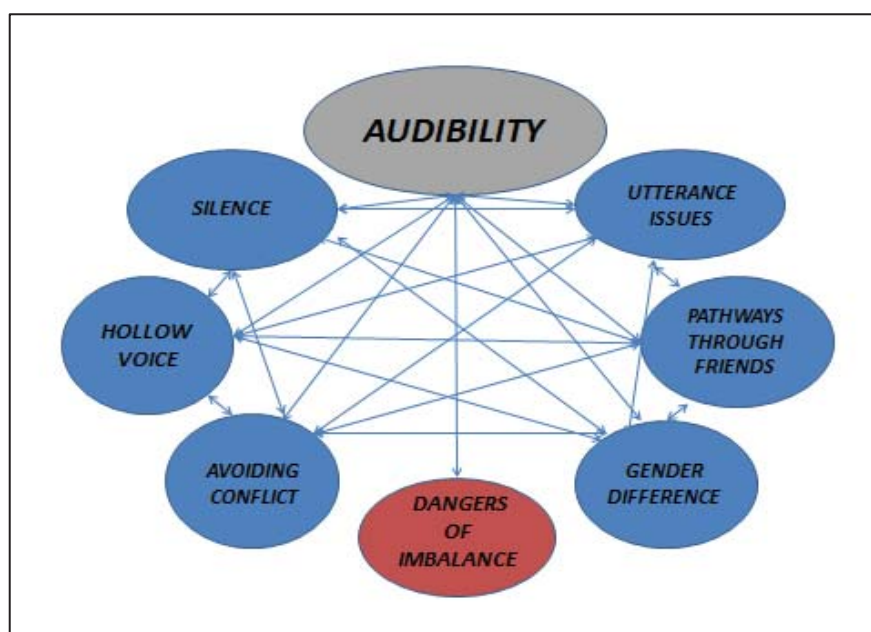 AUDIBILITY
SILENCE
UTTERANCE
ISSUES
HOLLOW
VOICE
PATHWAYS
THROUGH
FRIENDS
AVOIDING
CONFLICT
GENDER
DIFFERENCE
DANGERS
OF
IMBALANCE